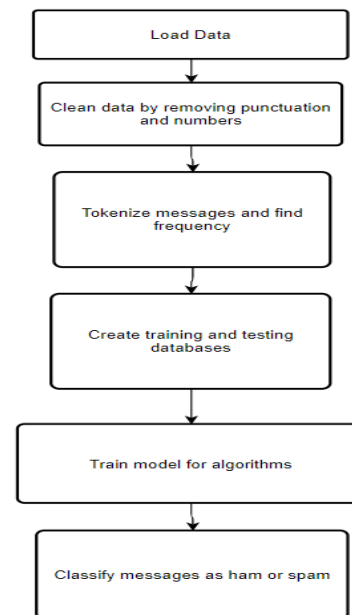 Load Data
Clean data by removing punctuation
and numbers
Tokenize messages and find
frequency
Create training and testing
databases
Train model for algorithms
Classify messages as ham or spam